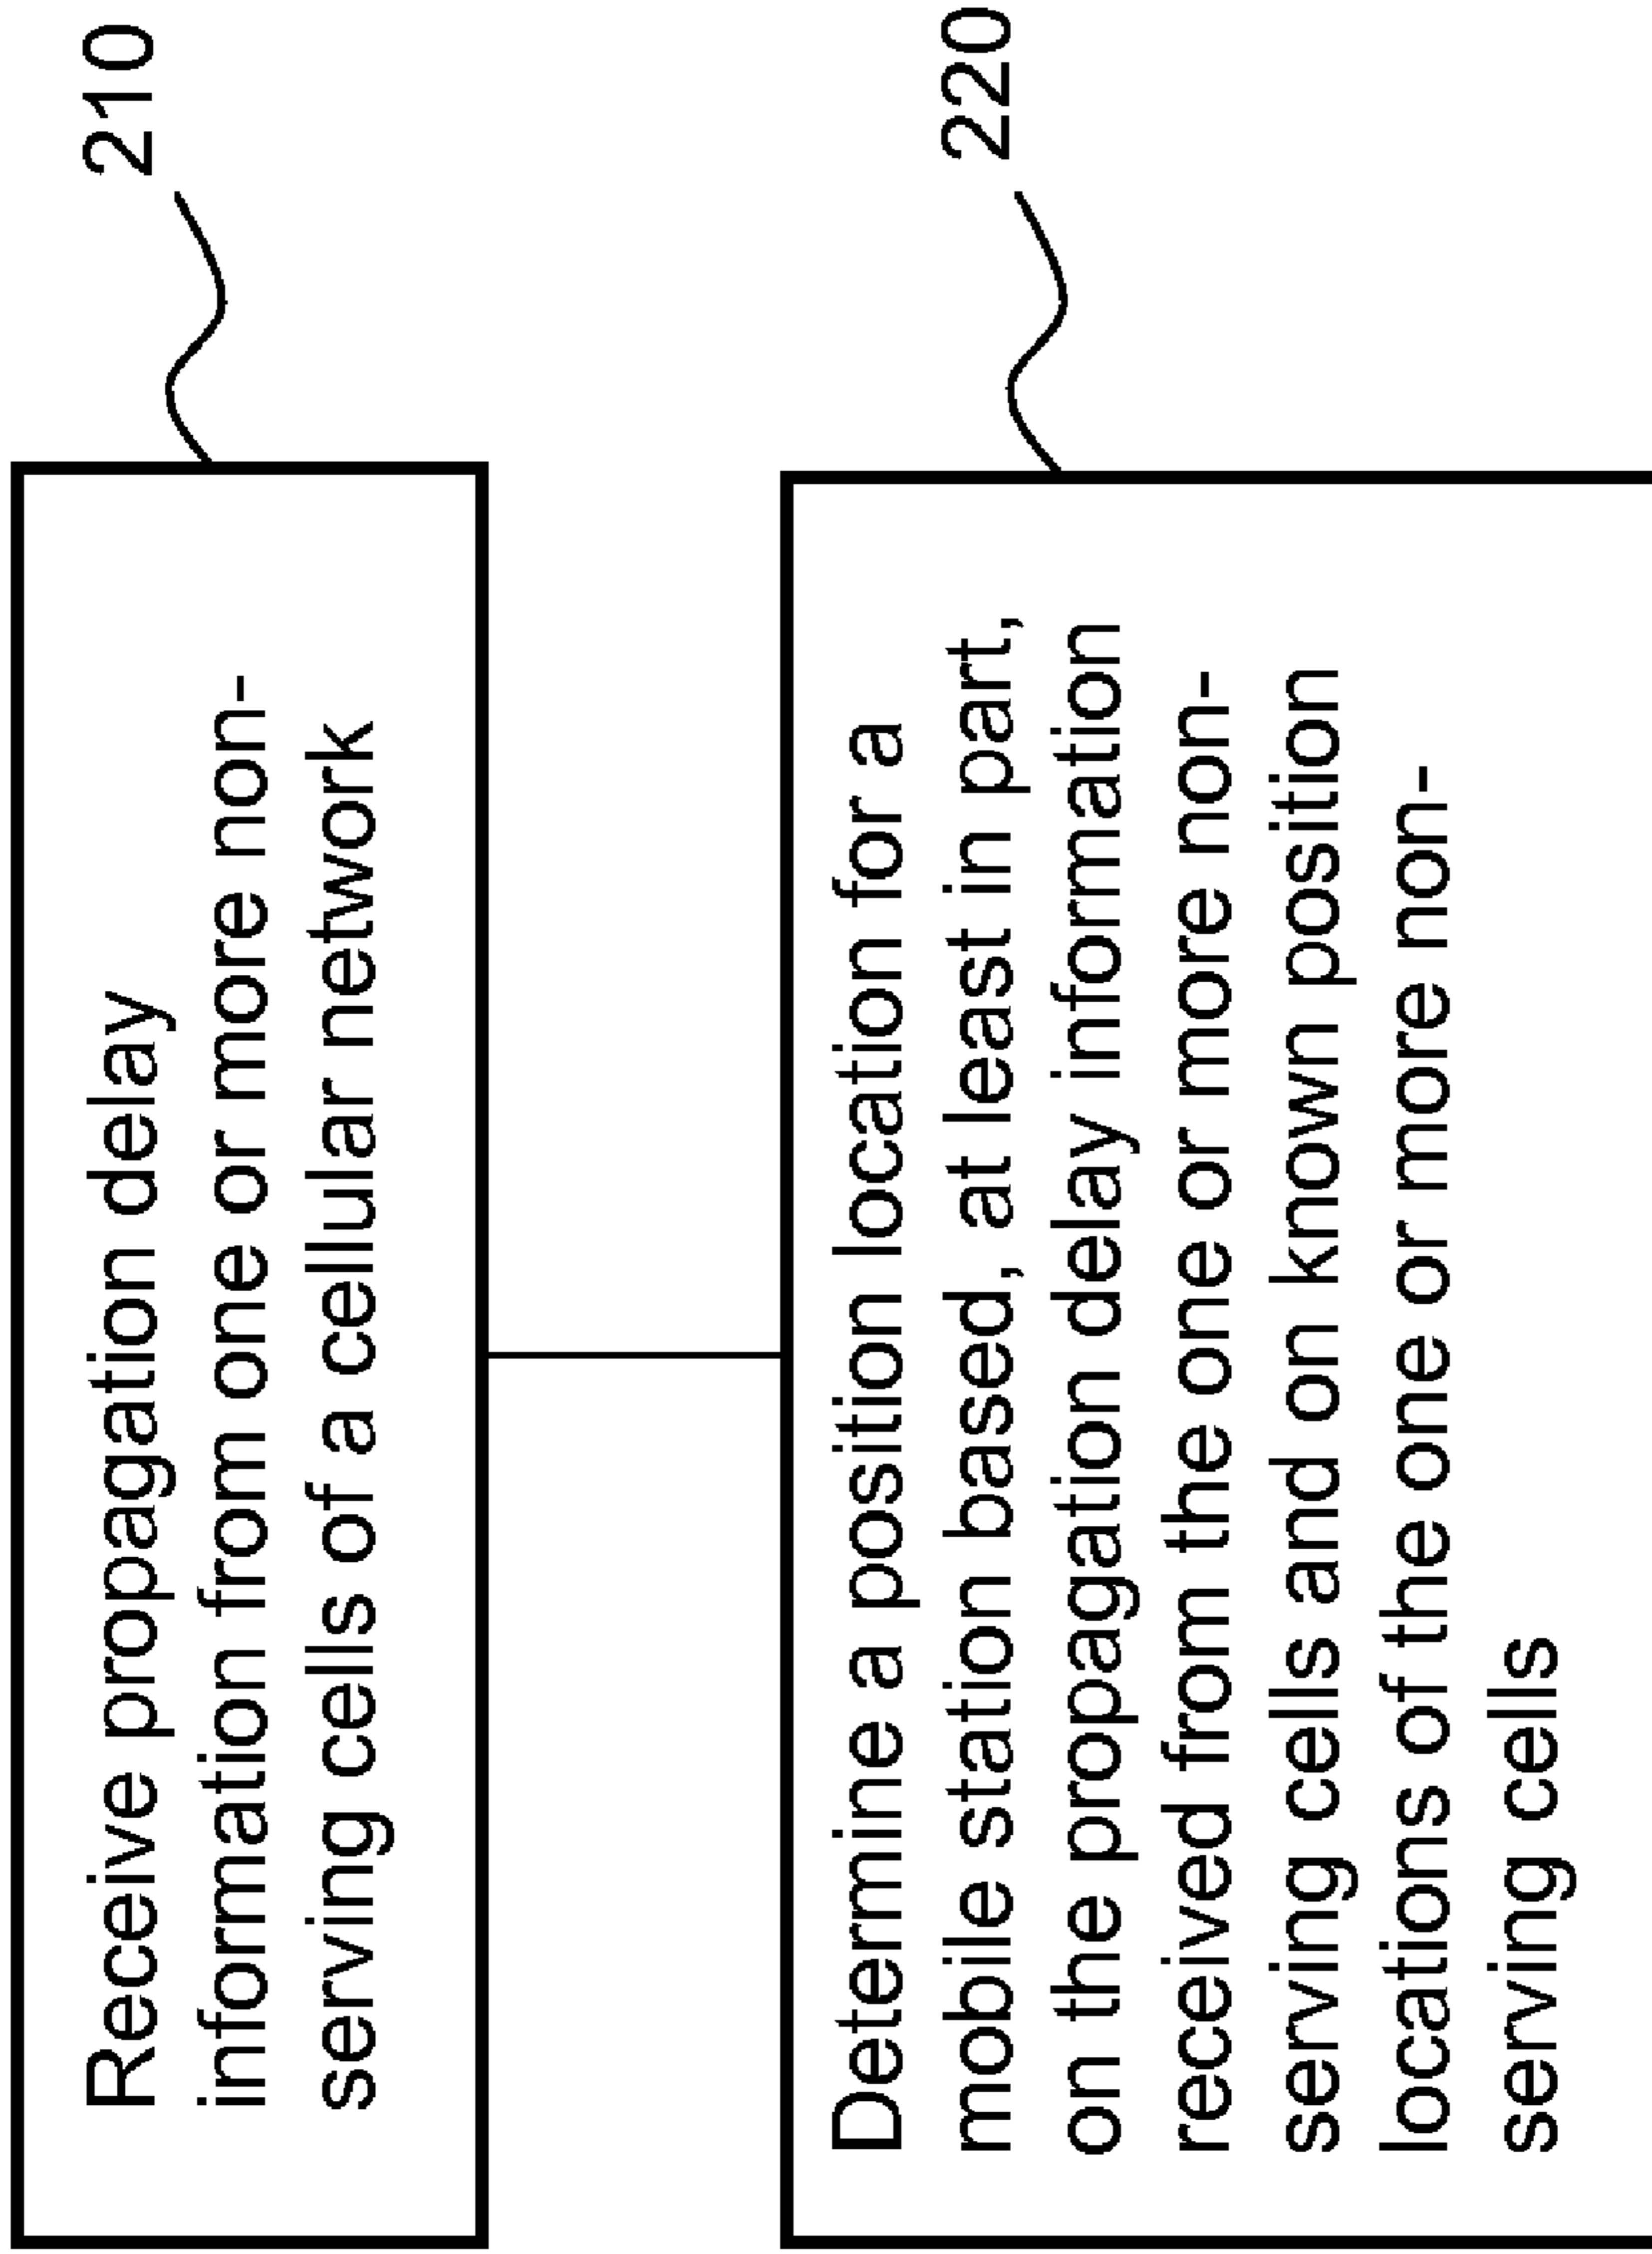 Receive propagation delay
information from one or more non-
serving cells of a cellular network
210
Determine a position location for a
mobile station based, at least in part,
on the propagation delay information
received from the one or more non-
serving cells and on known position
locations of the one or more non-
serving cells
220